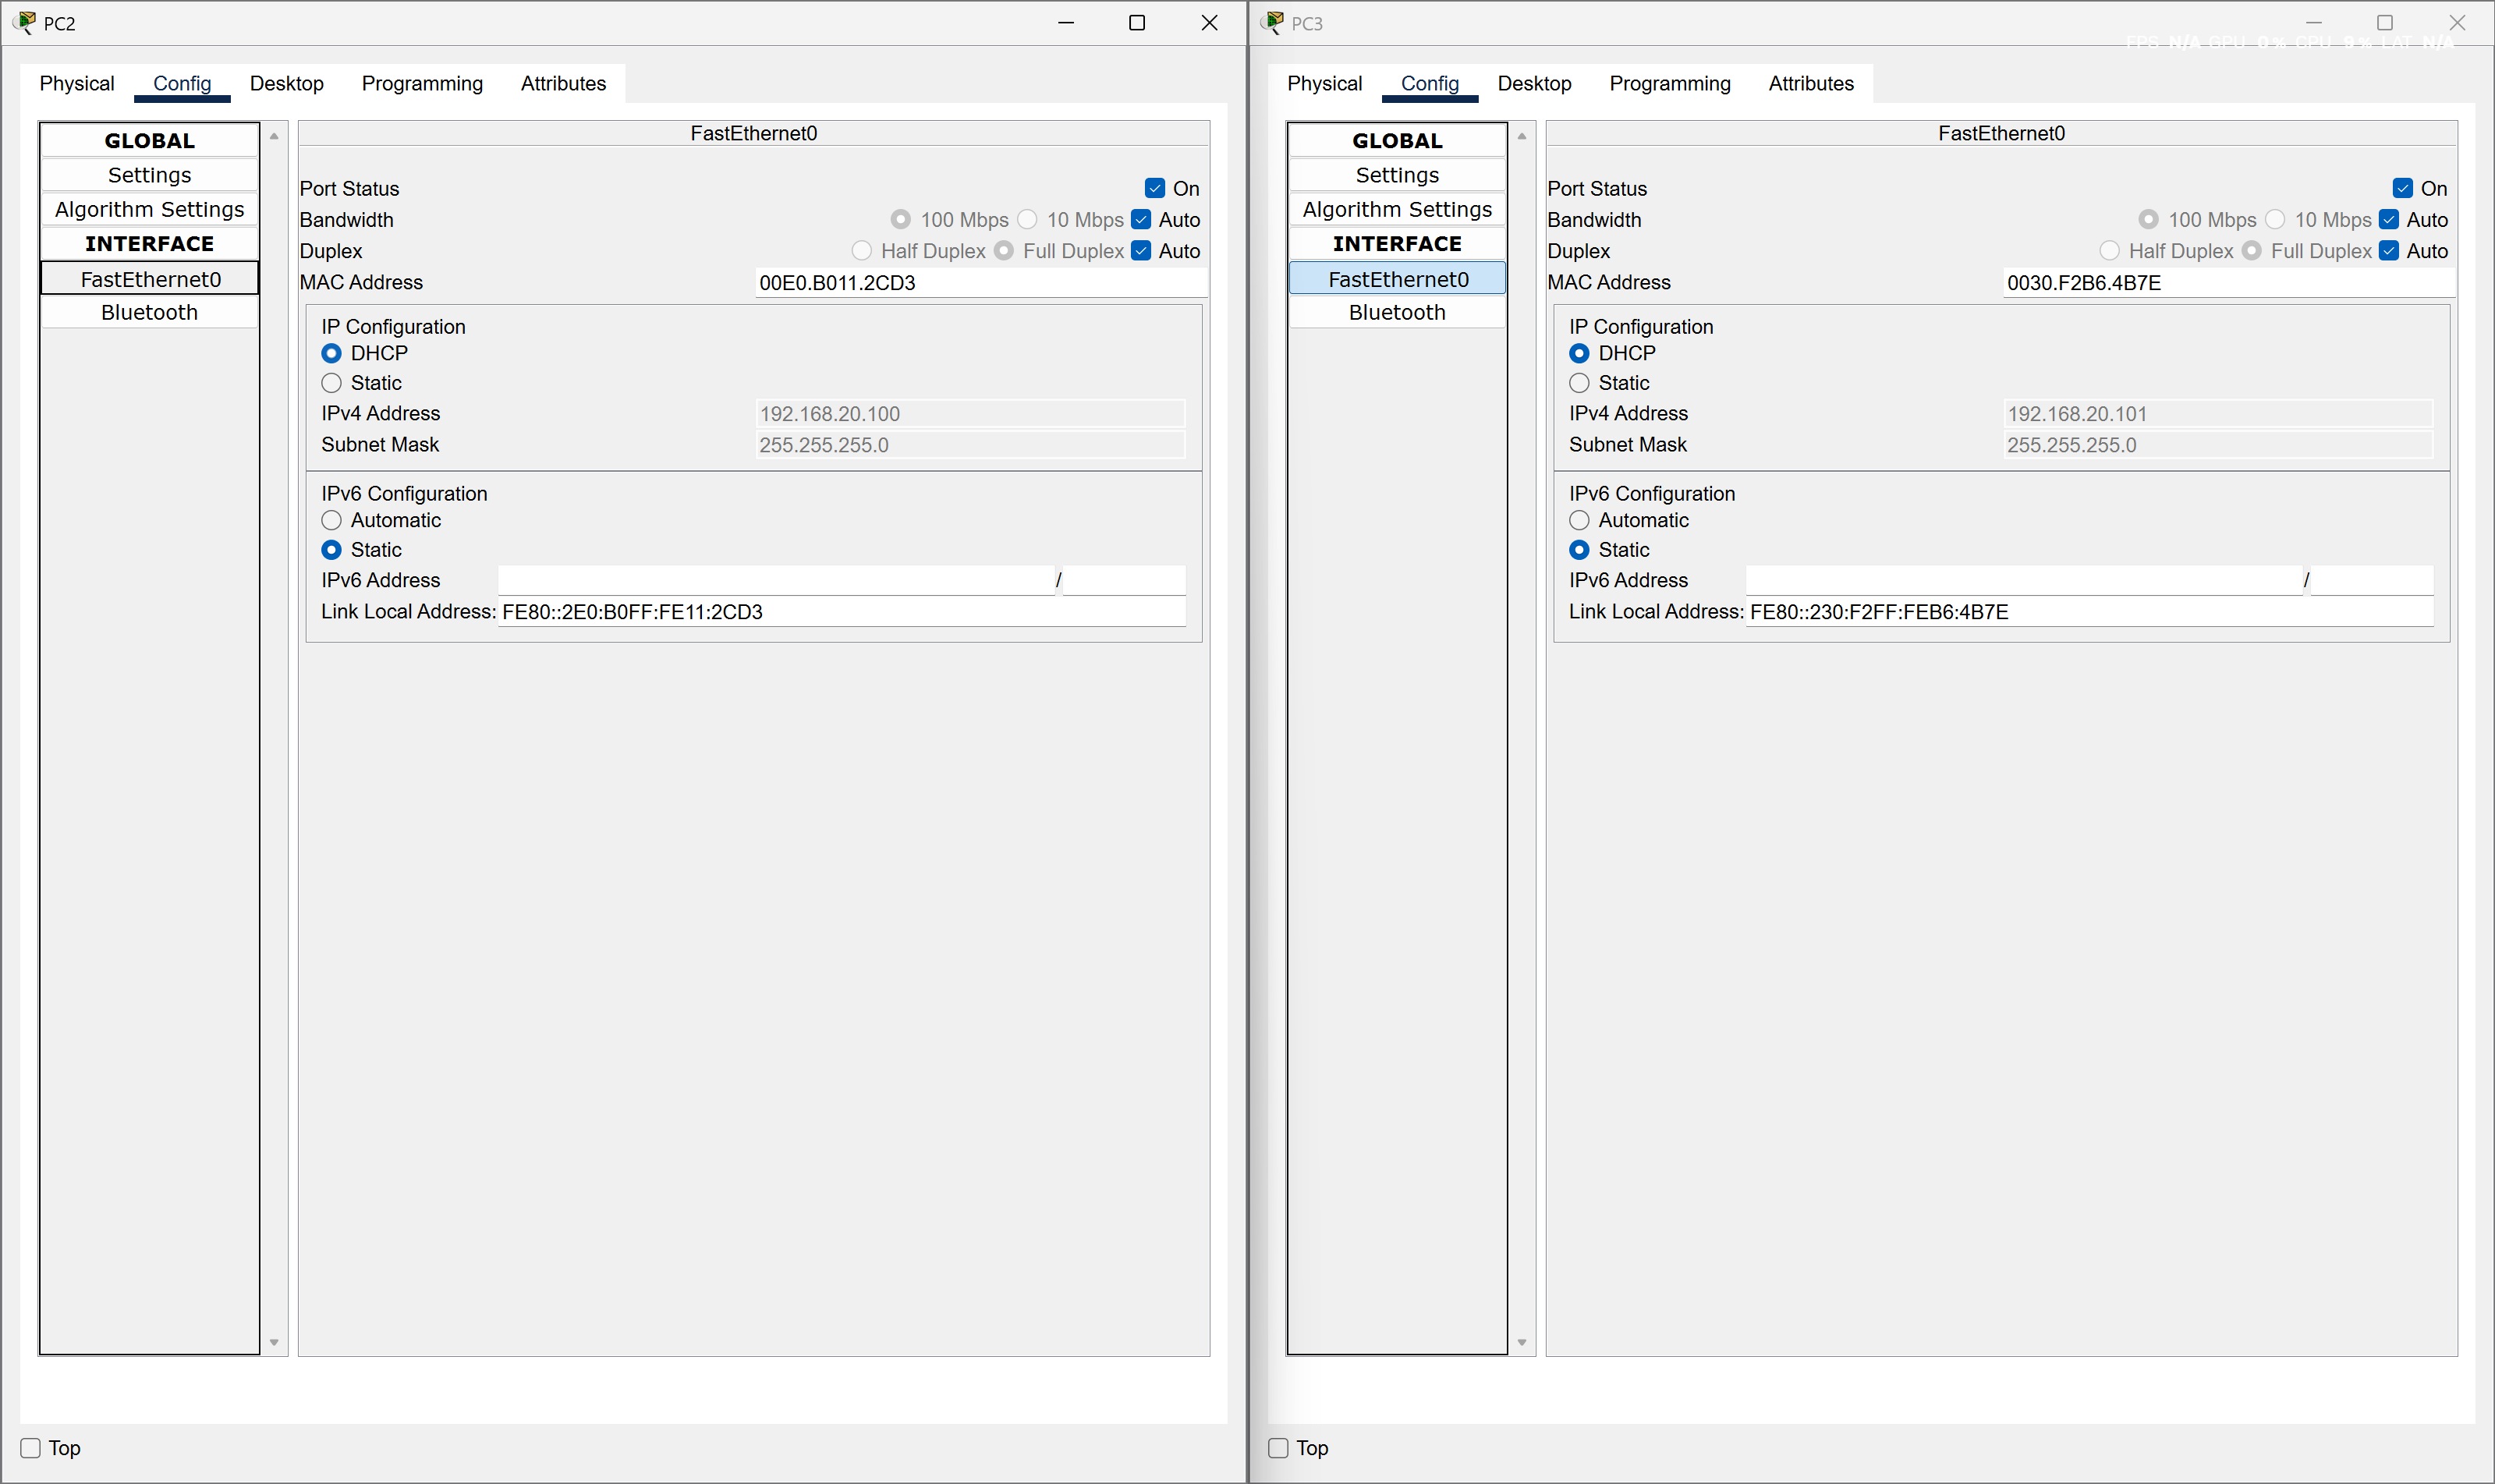 PC2
Physical Config Desktop Programming Attributes
GLOBAL
Settings
Algorithm Settings
INTERFACE
FastEthernet0
Bluetooth
FastEthernet0
Port Status On
Bandwidth 100 Mbps 10 Mbps Auto
Duplex Half Duplex Full Duplex Auto
MAC Address 00E0.B011.2CD3
IP Configuration
DHCP
Static
IPv4 Address 192.168.20.100
Subnet Mask 255.255.255.0
IPv6 Configuration
Automatic
Static
IPv6 Address /
Link Local Address: FE80::2E0:B0FF:FE11:2CD3
Top
PC3
FPS N/A GPU 0% CPU 9% LAT N/A
Physical Config Desktop Programming Attributes
GLOBAL
Settings
Algorithm Settings
INTERFACE
FastEthernet0
Bluetooth
FastEthernet0
Port Status On
Bandwidth 100 Mbps 10 Mbps Auto
Duplex Half Duplex Full Duplex Auto
MAC Address 0030.F2B6.4B7E
IP Configuration
DHCP
Static
IPv4 Address 192.168.20.101
Subnet Mask 255.255.255.0
IPv6 Configuration
Automatic
Static
IPv6 Address /
Link Local Address: FE80::230:F2FF:FEB6:4B7E
Top